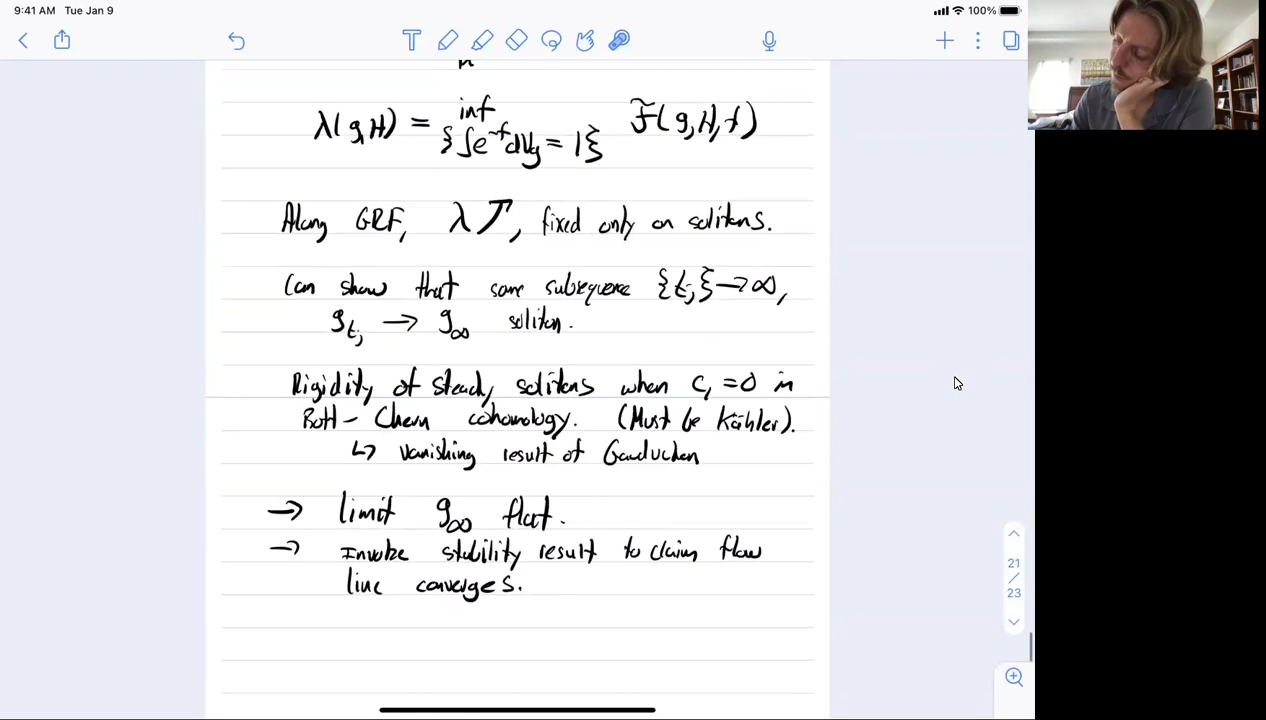 9:41 AM Tue Jan 9
100%
λ(g,H) = inf {∫e^{-f}dV_g = 1} F(g,H,f)
Along GRF, λ↗, fixed only on solitons.
Can show that some subsequence {t_j} → ∞,
g_{t_j} → g_∞ soliton.
Rigidity of steady solitons when c_1 = 0 in
Bott-Chern cohomology. (Must be Kähler).
↳ vanishing result of Gauduchon
→ limit g_∞ flat.
→ Invoke stability result to claim flow
line converges.
21
/
23